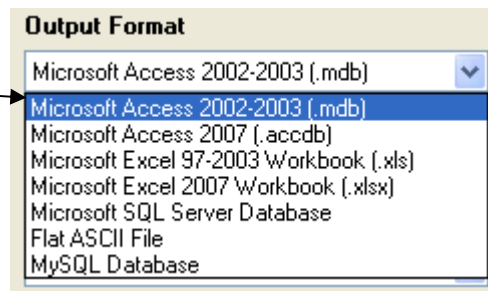 Output Format
Microsoft Access 2002-2003 (.mdb)
Microsoft Access 2002-2003 (.mdb)
Microsoft Access 2007 (.accdb)
Microsoft Excel 97-2003 Workbook (.xls)
Microsoft Excel 2007 Workbook (.xlsx)
Microsoft SQL Server Database
Flat ASCII File
MySQL Database